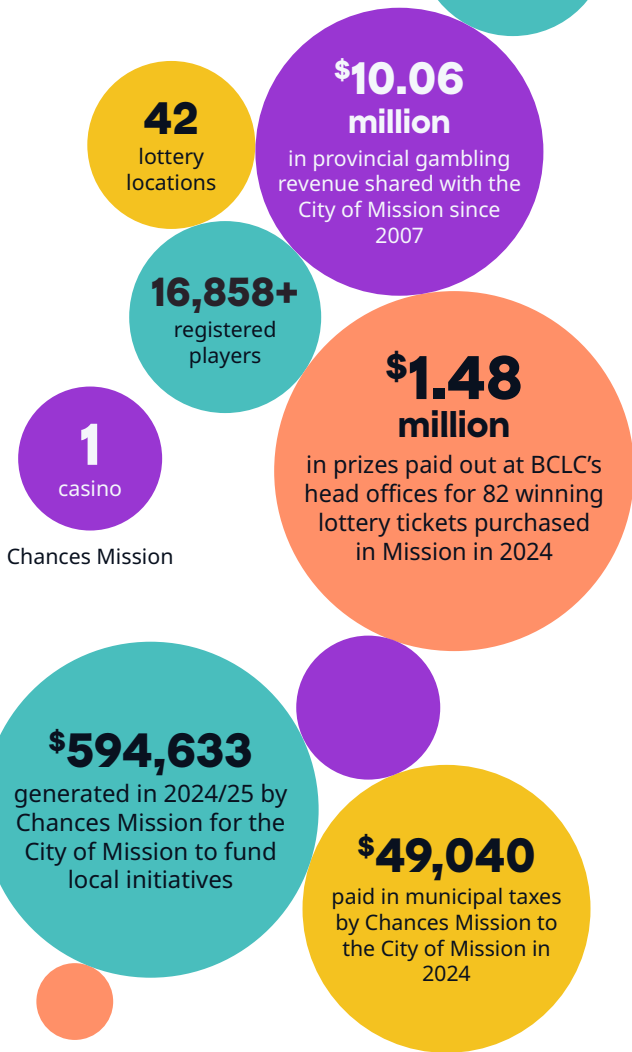 $10.06
million
in provincial gambling
revenue shared with the
City of Mission since
2007
42
lottery
locations
16,858+
registered
players
$1.48
million
in prizes paid out at BCLC’s
head offices for 82 winning
lottery tickets purchased
in Mission in 2024
1
casino
Chances Mission
$594,633
generated in 2024/25 by
Chances Mission for the
City of Mission to fund
local initiatives
$49,040
paid in municipal taxes
by Chances Mission to
the City of Mission in
2024